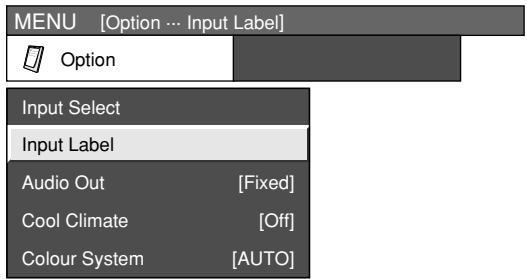 MENU [Option ··· Input Label]
Option
Input Select
Input Label
Audio Out [Fixed]
Cool Climate [Off]
Colour System [AUTO]